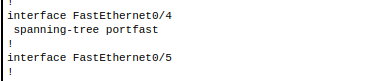 !
interface FastEthernet0/4
 spanning-tree portfast
!
interface FastEthernet0/5
!